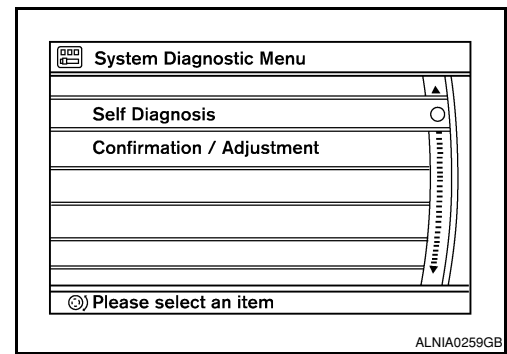 System Diagnostic Menu
Self Diagnosis
Confirmation / Adjustment
Please select an item
ALNIA0259GB